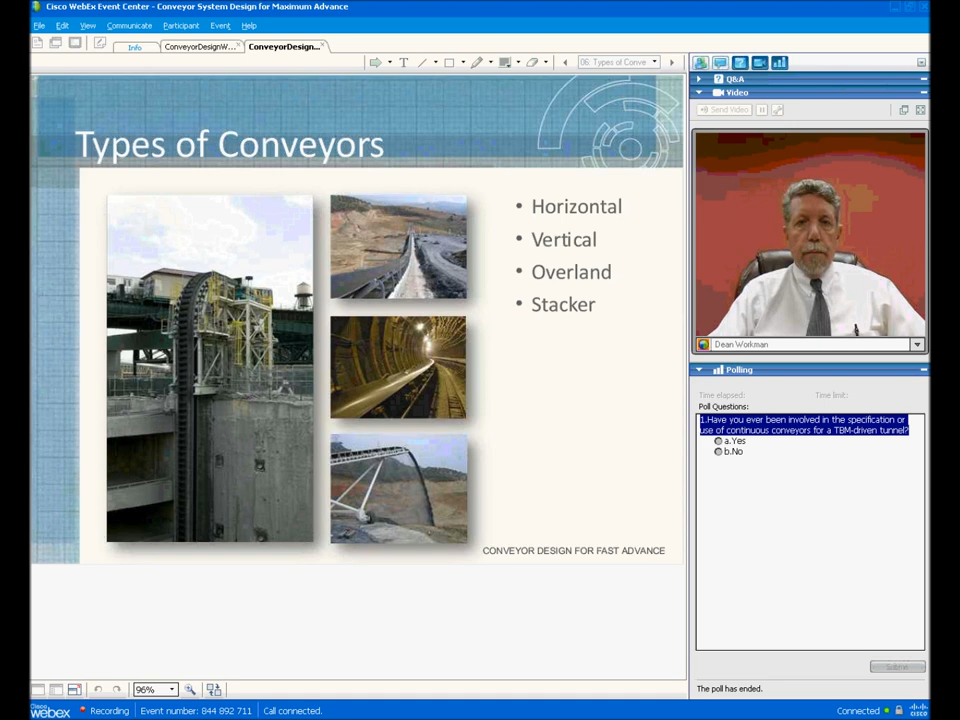 Cisco WebEx Event Center - Conveyor System Design for Maximum Advance
File Edit View Communicate Participant Event Help
Info ConveyorDesignW... ConveyorDesign...
T 06: Types of Conve
Types of Conveyors
• Horizontal
• Vertical
• Overland
• Stacker
CONVEYOR DESIGN FOR FAST ADVANCE
Q&A
Video
Send Video
Dean Workman
Polling
Time elapsed: Time limit:
Poll Questions:
1.Have you ever been involved in the specification or
use of continuous conveyors for a TBM-driven tunnel?
a.Yes
b.No
Submit
The poll has ended.
96%
Cisco webex Recording Event number: 844 892 711 Call connected. Connected CISCO